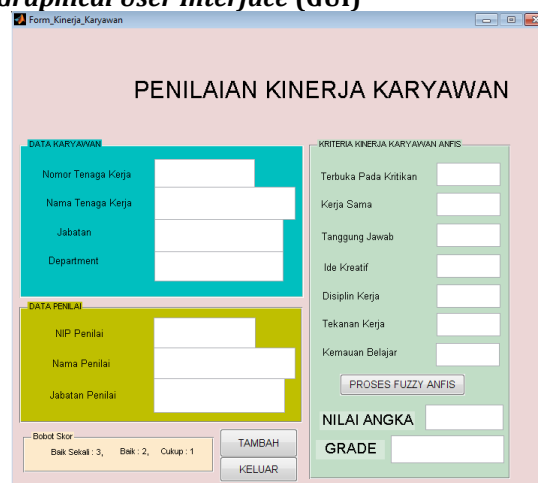 Graphical User Interface (GUI)
Form_Kinerja_Karyawan
PENILAIAN KINERJA KARYAWAN
DATA KARYAWAN
Nomor Tenaga Kerja
Nama Tenaga Kerja
Jabatan
Department
DATA PENILAI
NIP Penilai
Nama Penilai
Jabatan Penilai
Bobot Skor
Baik Sekali : 3, Baik : 2, Cukup : 1
TAMBAH
KELUAR
KRITERIA KINERJA KARYAWAN ANFIS
Terbuka Pada Kritikan
Kerja Sama
Tanggung Jawab
Ide Kreatif
Disiplin Kerja
Tekanan Kerja
Kemauan Belajar
PROSES FUZZY ANFIS
NILAI ANGKA
GRADE